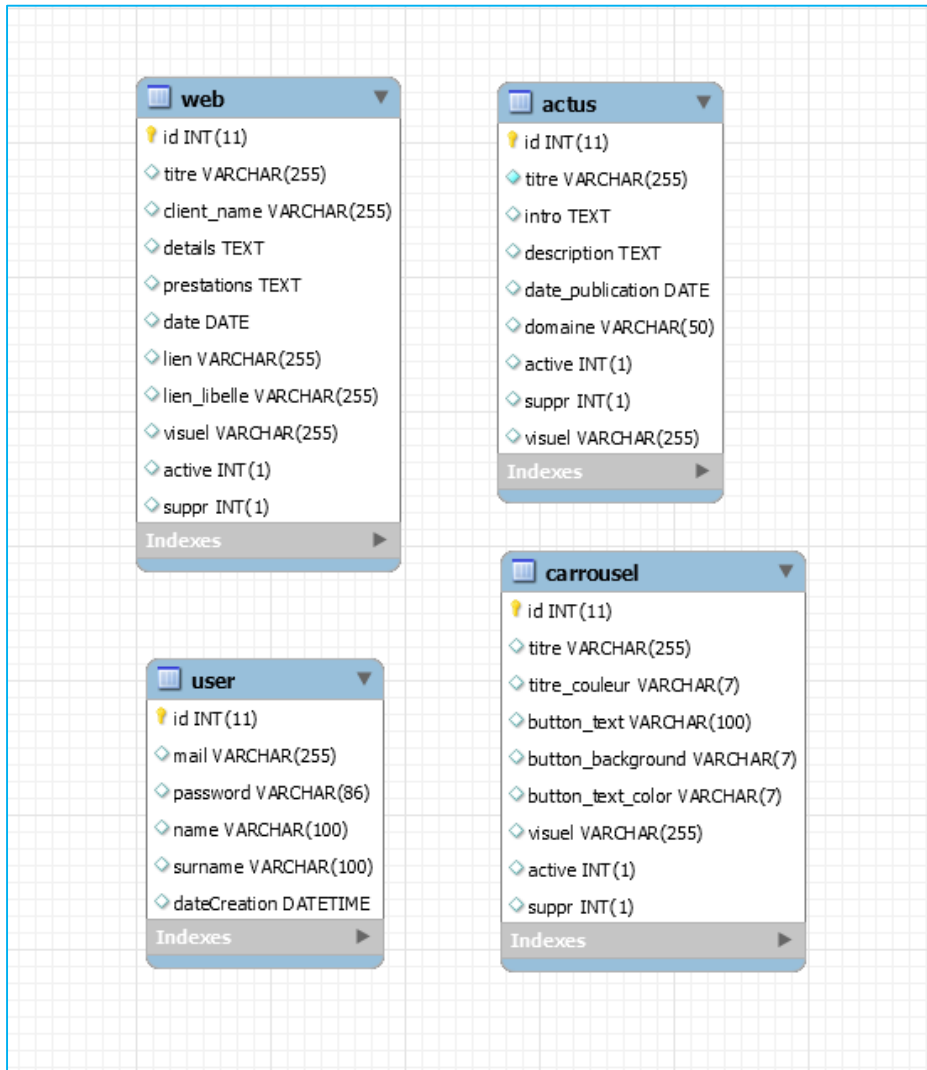 web
id INT(11)
titre VARCHAR(255)
client_name VARCHAR(255)
details TEXT
prestations TEXT
date DATE
lien VARCHAR(255)
lien_libelle VARCHAR(255)
visuel VARCHAR(255)
active INT(1)
suppr INT(1)
Indexes
actus
id INT(11)
titre VARCHAR(255)
intro TEXT
description TEXT
date_publication DATE
domaine VARCHAR(50)
active INT(1)
suppr INT(1)
visuel VARCHAR(255)
Indexes
user
id INT(11)
mail VARCHAR(255)
password VARCHAR(86)
name VARCHAR(100)
surname VARCHAR(100)
dateCreation DATETIME
Indexes
carrousel
id INT(11)
titre VARCHAR(255)
titre_couleur VARCHAR(7)
button_text VARCHAR(100)
button_background VARCHAR(7)
button_text_color VARCHAR(7)
visuel VARCHAR(255)
active INT(1)
suppr INT(1)
Indexes